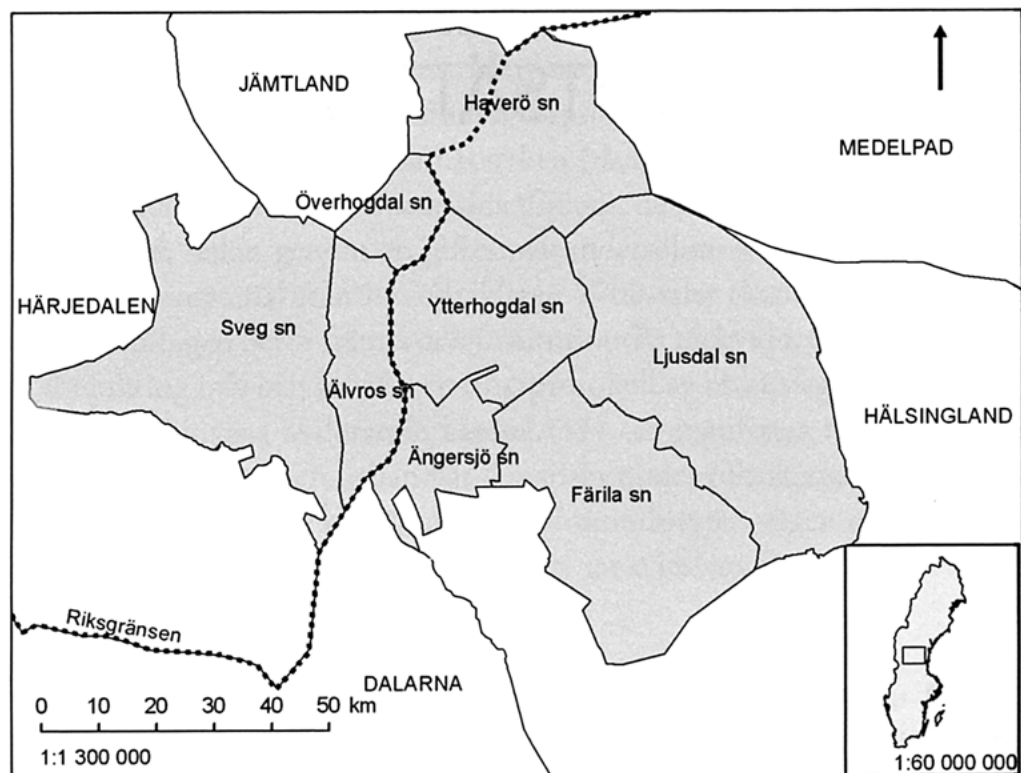 JÄMTLAND
Haverö sn
MEDELPAD
Överhogdal sn
HÄRJEDALEN
Sveg sn
Ytterhogdal sn
Ljusdal sn
Älvros sn
HÄLSINGLAND
Ängersjö sn
Färila sn
Riksgränsen
DALARNA
0 10 20 30 40 50 km
1:1 300 000
1:60 000 000